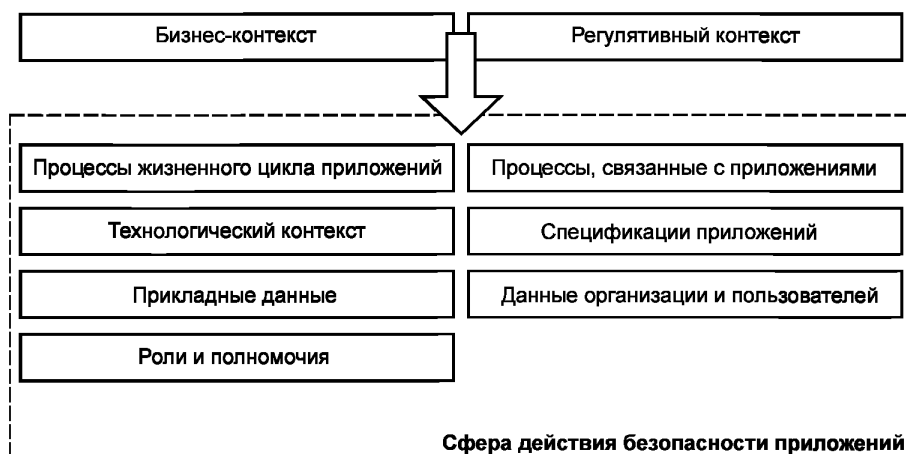 Бизнес-контекст
Регулятивный контекст
Процессы жизненного цикла приложений
Процессы, связанные с приложениями
Технологический контекст
Спецификации приложений
Прикладные данные
Данные организации и пользователей
Роли и полномочия
Сфера действия безопасности приложений